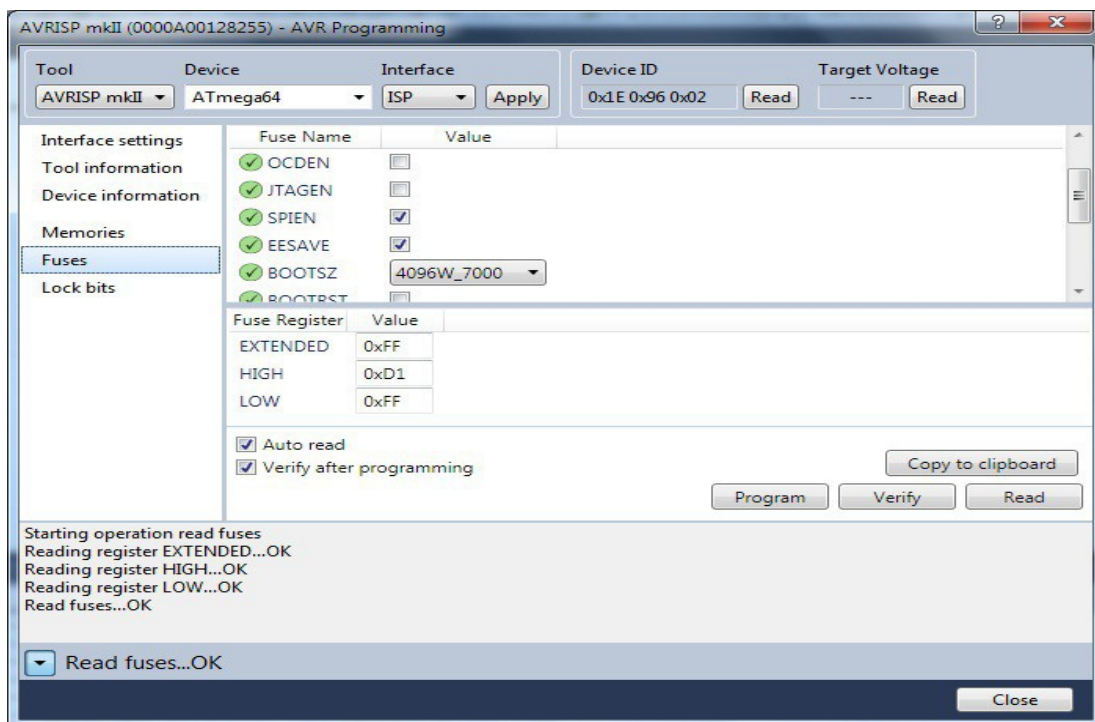 AVRISP mkII (0000A00128255) - AVR Programming
Tool Device Interface Device ID Target Voltage
AVRISP mkII ATmega64 ISP Apply 0x1E 0x96 0x02 Read --- Read
Interface settings
Tool information
Device information
Memories
Fuses
Lock bits
Fuse Name Value
OCDEN
JTAGEN
SPIEN
EESAVE
BOOTSZ 4096W_7000
BOOTRST
Fuse Register Value
EXTENDED 0xFF
HIGH 0xD1
LOW 0xFF
Auto read
Verify after programming
Copy to clipboard
Program Verify Read
Starting operation read fuses
Reading register EXTENDED...OK
Reading register HIGH...OK
Reading register LOW...OK
Read fuses...OK
Read fuses...OK
Close